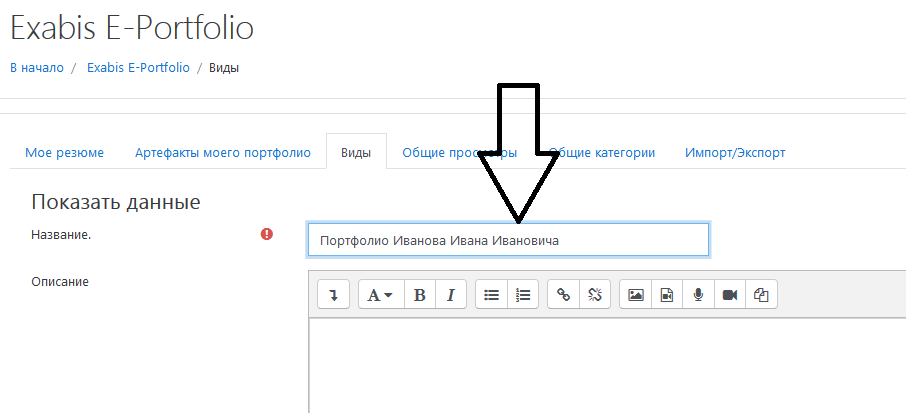 Exabis E-Portfolio
В начало / Exabis E-Portfolio / Виды
Мое резюме Артефакты моего портфолио Виды Общие просмотры Общие категории Импорт/Экспорт
Показать данные
Название.
Портфолио Иванова Ивана Ивановича
Описание
A B I